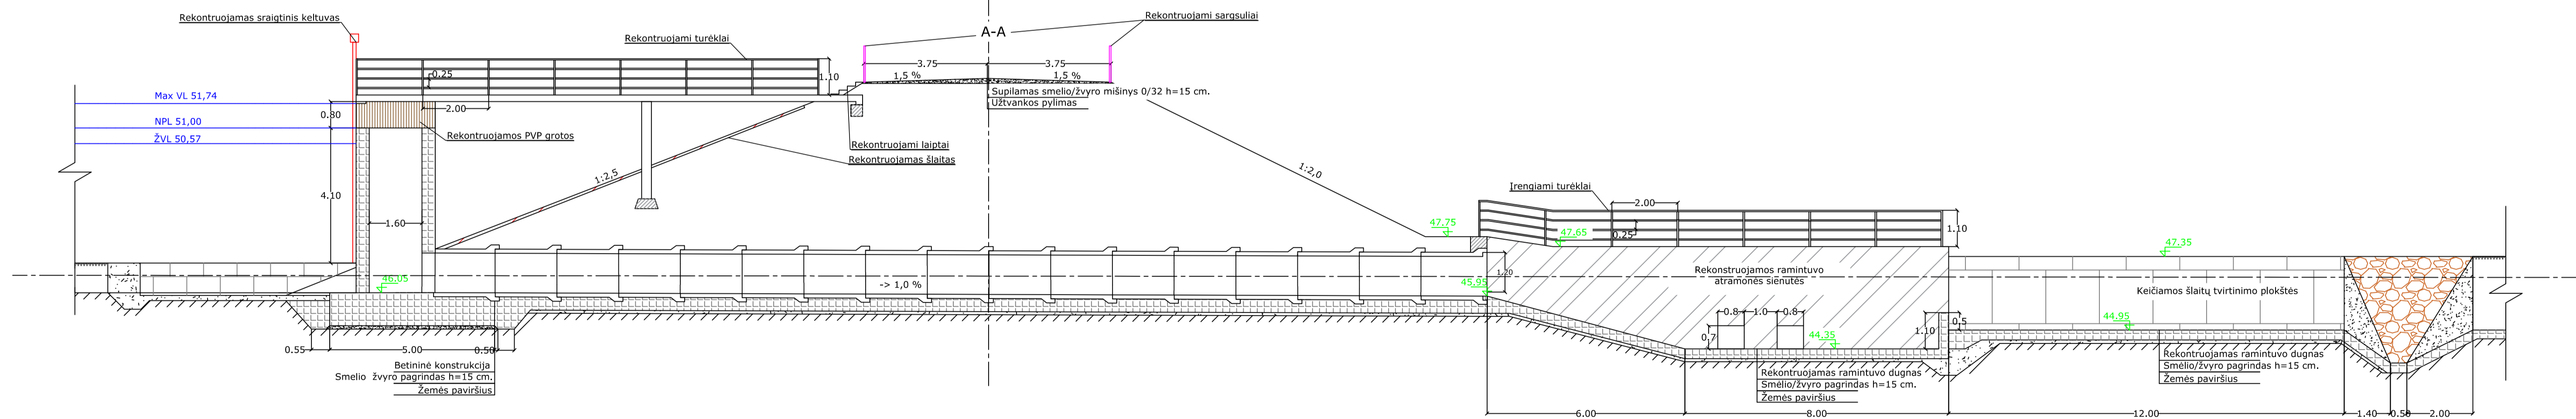 Rekontruojamas sraigtinis keltuvas
Rekontruojami turėklai
A-A
Rekontruojami sargsuliai
Max VL 51,74
NPL 51,00
ŽVL 50,57
0.80
4.10
0.25
2.00
1.10
3.75
3.75
1,5 %
1,5 %
Supilamas smelio/žvyro mišinys 0/32 h=15 cm.
Užtvankos pylimas
Rekontruojamos PVP grotos
Rekontruojami laiptai
Rekontruojamas šlaitas
1:2,5
1:2,0
1.60
46.05
-> 1,0 %
0.55
5.00
0.50
Betininė konstrukcija
Smelio žvyro pagrindas h=15 cm.
Žemės paviršius
47.75
Įrengiami turėklai
2.00
0.25
1.10
47.65
1.20
45.95
Rekonstruojamos ramintuvo
atramonės sienutės
0.8
1.0
0.8
0.7
44.35
1.10
0.5
47.35
Keičiamos šlaitų tvirtinimo plokštės
44.95
Rekontruojamas ramintuvo dugnas
Smėlio/žvyro pagrindas h=15 cm.
Žemės paviršius
Rekontruojamas ramintuvo dugnas
Smėlio/žvyro pagrindas h=15 cm.
Žemės paviršius
6.00
8.00
12.00
1.40
0.50
2.00